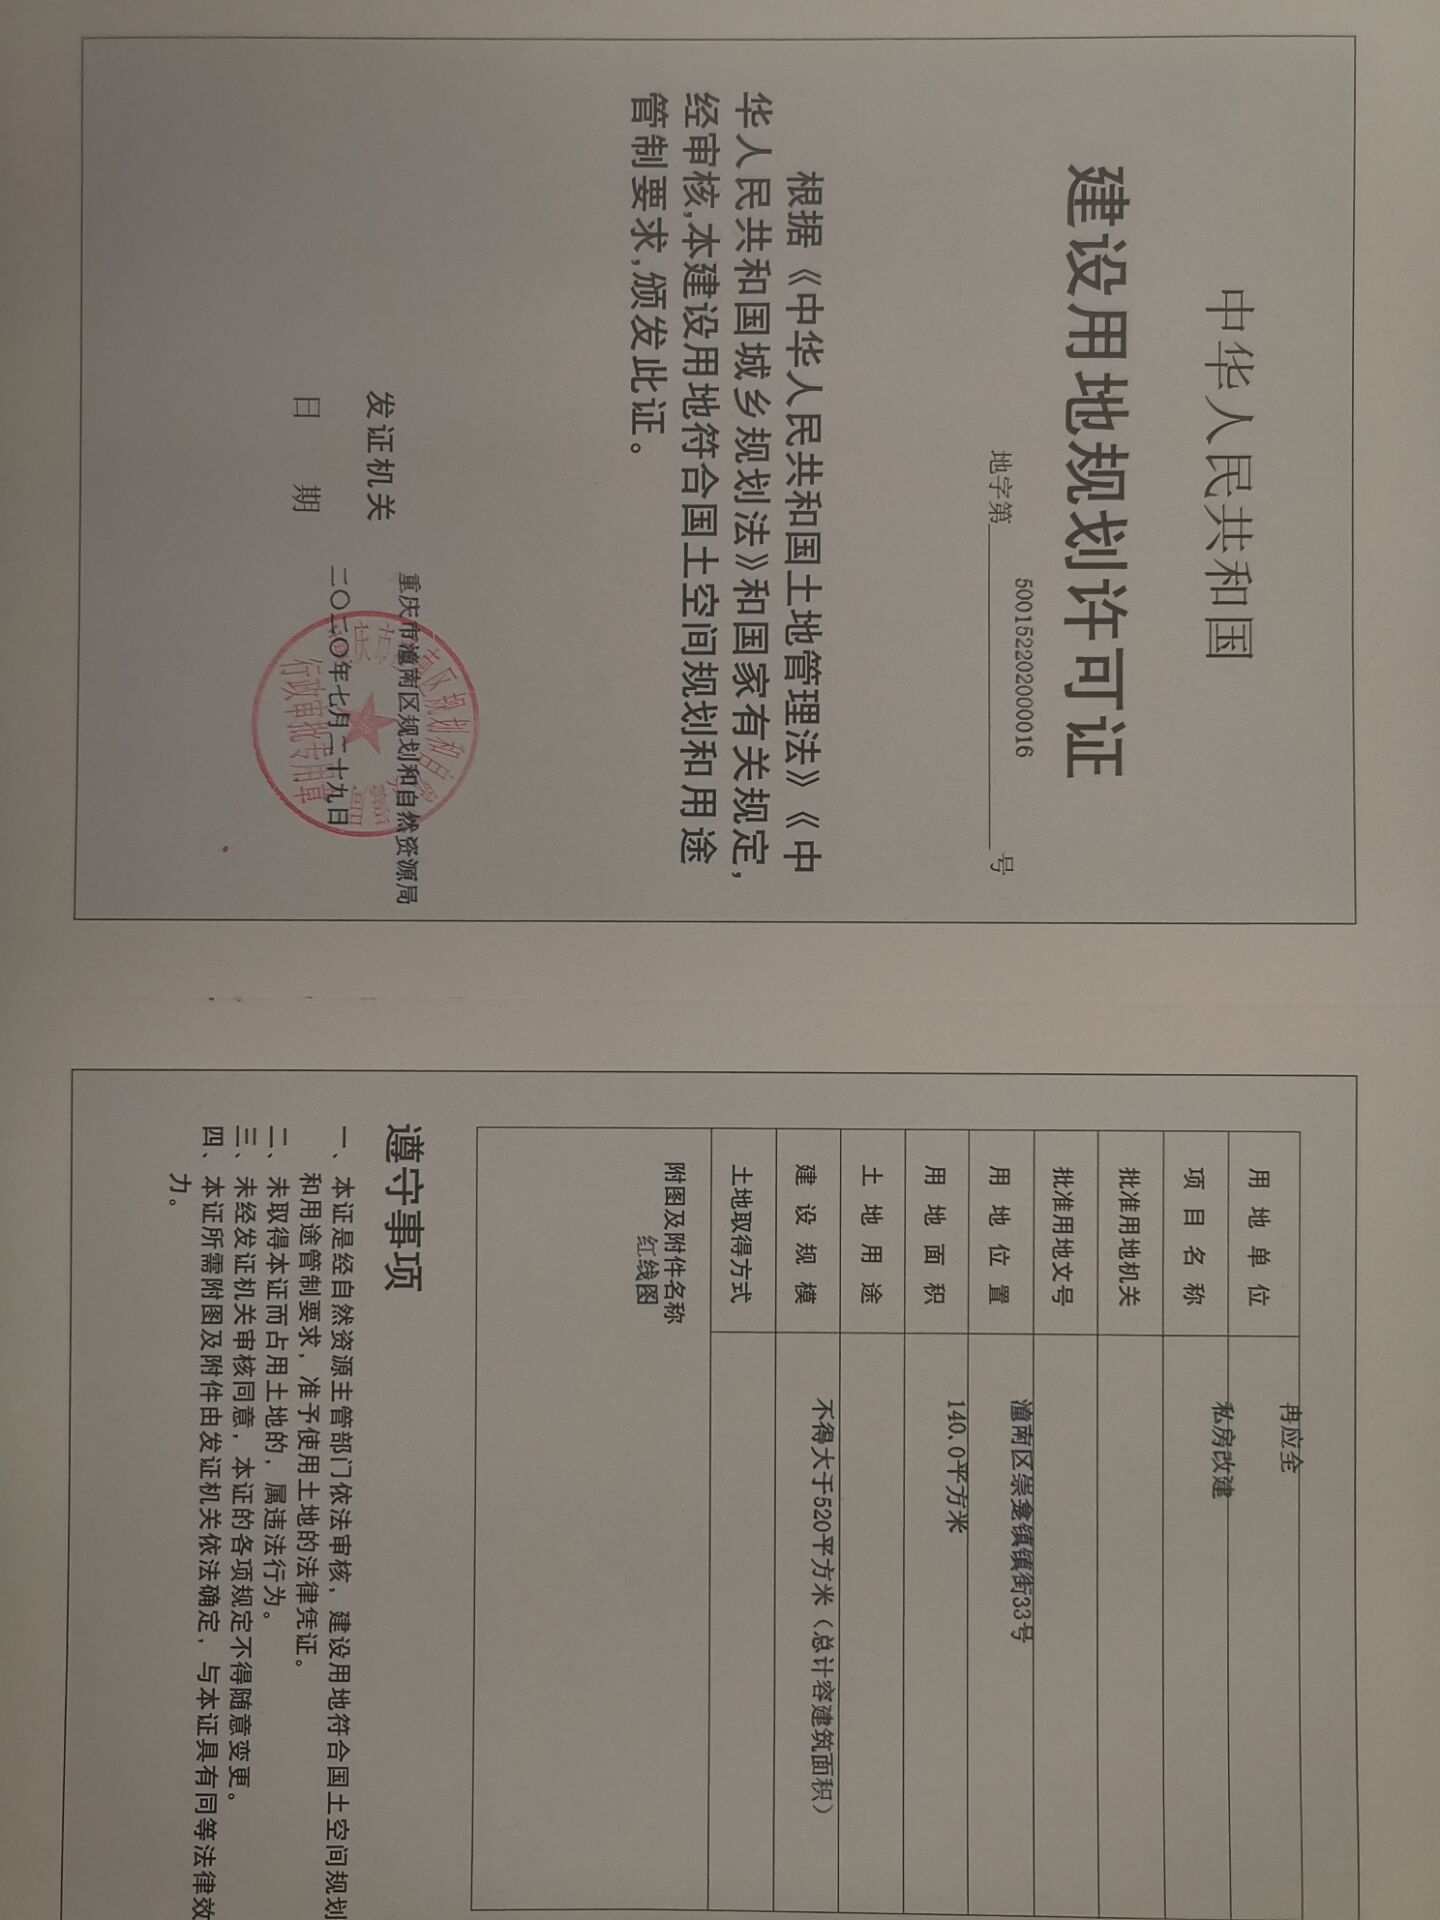 中华人民共和国
建设用地规划许可证
地字第 500152202000016 号
根据《中华人民共和国土地管理法》《中
华人民共和国城乡规划法》和国家有关规定,
经审核,本建设用地符合国土空间规划和用途
管制要求,颁发此证。
发证机关 重庆市潼南区规划和自然资源局
日期 二〇二〇年七月二十九日
行政审批专用章
用地单位 冉应全
项目名称 私房改建
批准用地机关
批准用地文号
用地位置 潼南区崇龛镇镇街33号
用地面积 140.0平方米
土地用途
建设规模 不得大于520平方米（总计容建筑面积）
土地取得方式
附图及附件名称
红线图
遵守事项
一、本证是经自然资源主管部门依法审核，建设用地符合国土空间规划
和用途管制要求，准予使用土地的法律凭证。
二、未取得本证而占用土地的，属违法行为。
三、未经发证机关审核同意，本证的各项规定不得随意变更。
四、本证所需附图及附件由发证机关依法确定，与本证具有同等法律效
力。